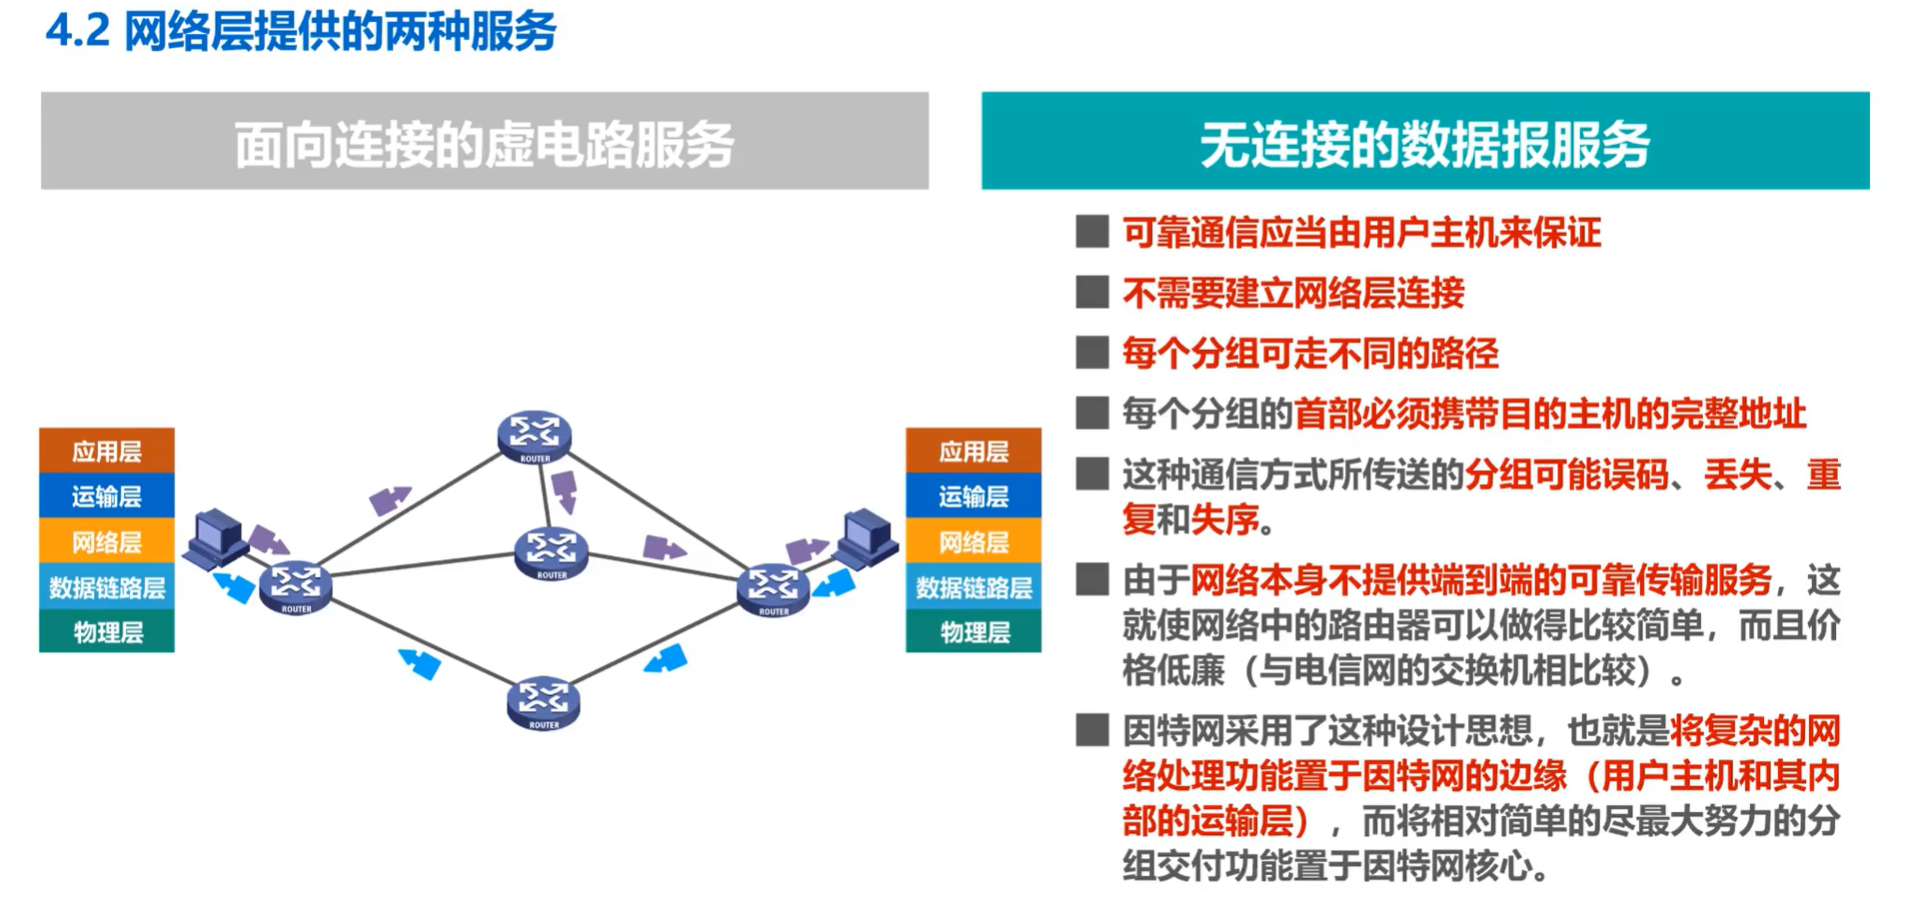 4.2 网络层提供的两种服务
面向连接的虚电路服务
无连接的数据报服务
可靠通信应当由用户主机来保证
不需要建立网络层连接
每个分组可走不同的路径
每个分组的首部必须携带目的主机的完整地址
这种通信方式所传送的分组可能误码、丢失、重
复和失序。
由于网络本身不提供端到端的可靠传输服务，这
就使网络中的路由器可以做得比较简单，而且价
格低廉（与电信网的交换机相比较）。
因特网采用了这种设计思想，也就是将复杂的网
络处理功能置于因特网的边缘（用户主机和其内
部的运输层），而将相对简单的尽最大努力的分
组交付功能置于因特网核心。
应用层
运输层
网络层
数据链路层
物理层
ROUTER
ROUTER
ROUTER
ROUTER
ROUTER
应用层
运输层
网络层
数据链路层
物理层